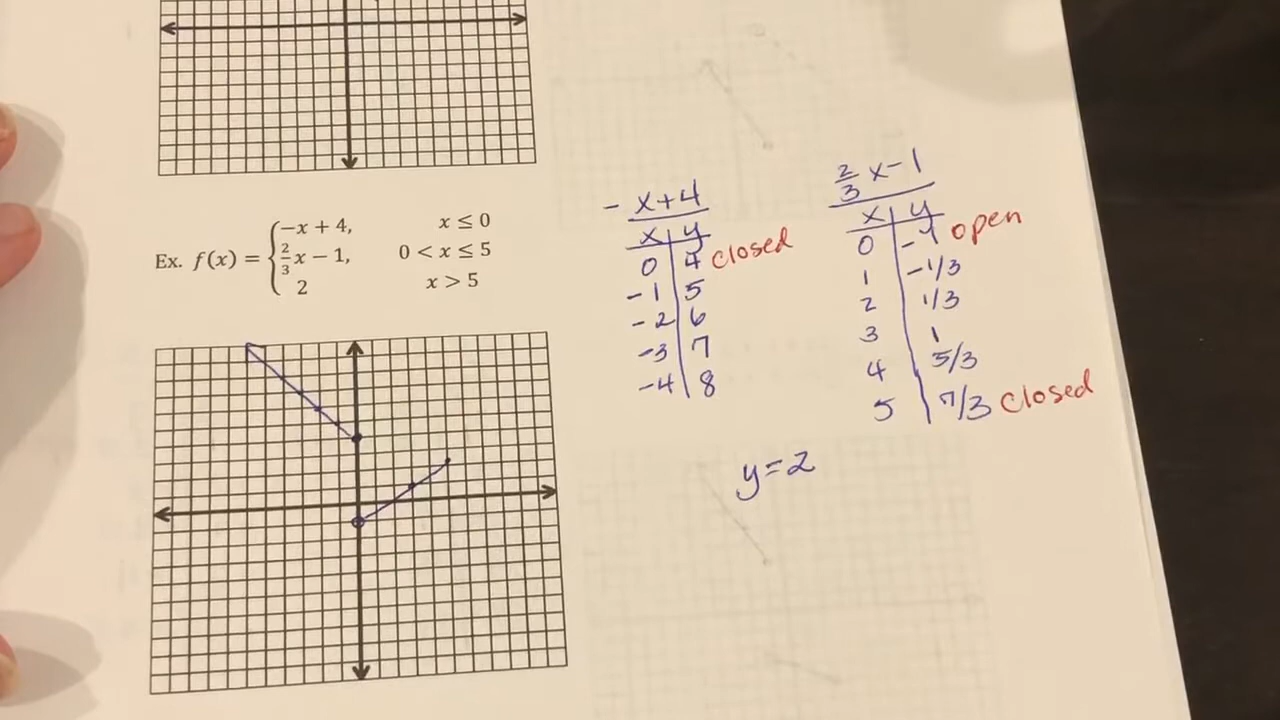 Ex. f(x) = { -x + 4, x ≤ 0
2/3 x - 1, 0 < x ≤ 5
2 x > 5
- x+4
x y
0 4 closed
-1 5
-2 6
-3 7
-4 8
2/3 x-1
x y
0 -1 open
1 -1/3
2 1/3
3 1
4 5/3
5 7/3 closed
y=2